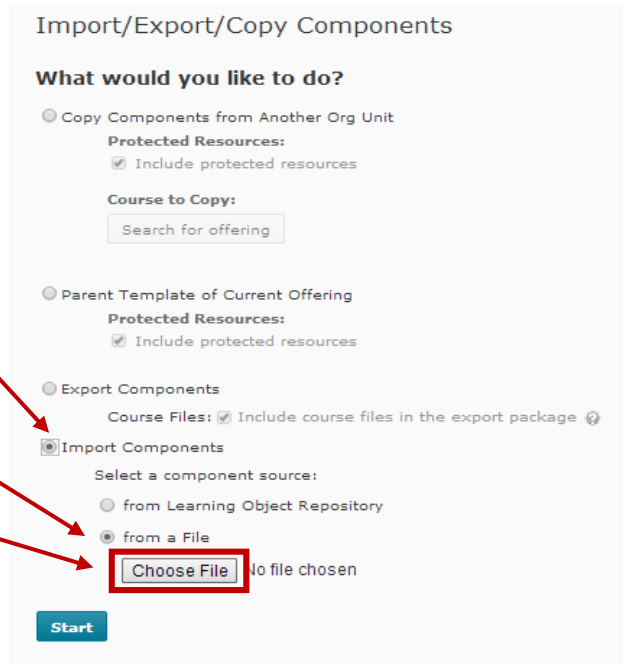 Import/Export/Copy Components
What would you like to do?
Copy Components from Another Org Unit
Protected Resources:
Include protected resources
Course to Copy:
Search for offering
Parent Template of Current Offering
Protected Resources:
Include protected resources
Export Components
Course Files: Include course files in the export package
Import Components
Select a component source:
from Learning Object Repository
from a File
Choose File No file chosen
Start